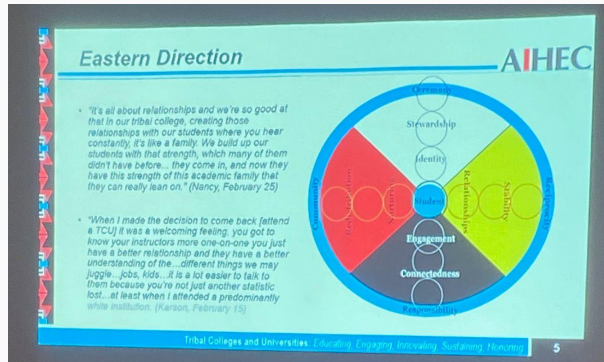 Eastern Direction
AIHEC
• "It's all about relationships and we're so good at
that in our tribal college, creating those
relationships with our students where you hear
constantly, it's like a family. We build up our
students with that strength, which many of them
didn't have before... they come in, and now they
have this strength of this academic family that
they can really lean on." (Nancy, February 25)
• "When I made the decision to come back [attend
a TCU] it was a welcoming feeling, you got to
know your instructors more one-on-one you just
have a better relationship and they have a better
understanding of the...different things we may
juggle...jobs, kids...it is a lot easier to talk to
them because you're not just another statistic
lost...at least when I attended a predominantly
white institution. (Karson, February 15)
Ceremony
Stewardship
Identity
Community
Student
Relationships
Stability
Reciprocity
Engagement
Connectedness
Responsibility
Tribal Colleges and Universities: Educating, Engaging, Innovating, Sustaining, Honoring
5